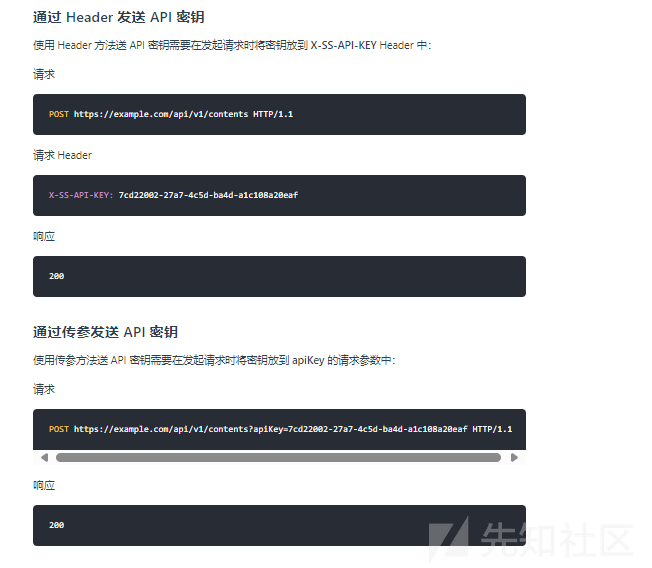 通过 Header 发送 API 密钥
使用 Header 方法送 API 密钥需要在发起请求时将密钥放到 X-SS-API-KEY Header 中:
请求
POST https://example.com/api/v1/contents HTTP/1.1
请求 Header
X-SS-API-KEY: 7cd22002-27a7-4c5d-ba4d-a1c108a20eaf
响应
200
通过传参发送 API 密钥
使用传参方法送 API 密钥需要在发起请求时将密钥放到 apiKey 的请求参数中:
请求
POST https://example.com/api/v1/contents?apiKey=7cd22002-27a7-4c5d-ba4d-a1c108a20eaf HTTP/1.1
响应
200
先知社区